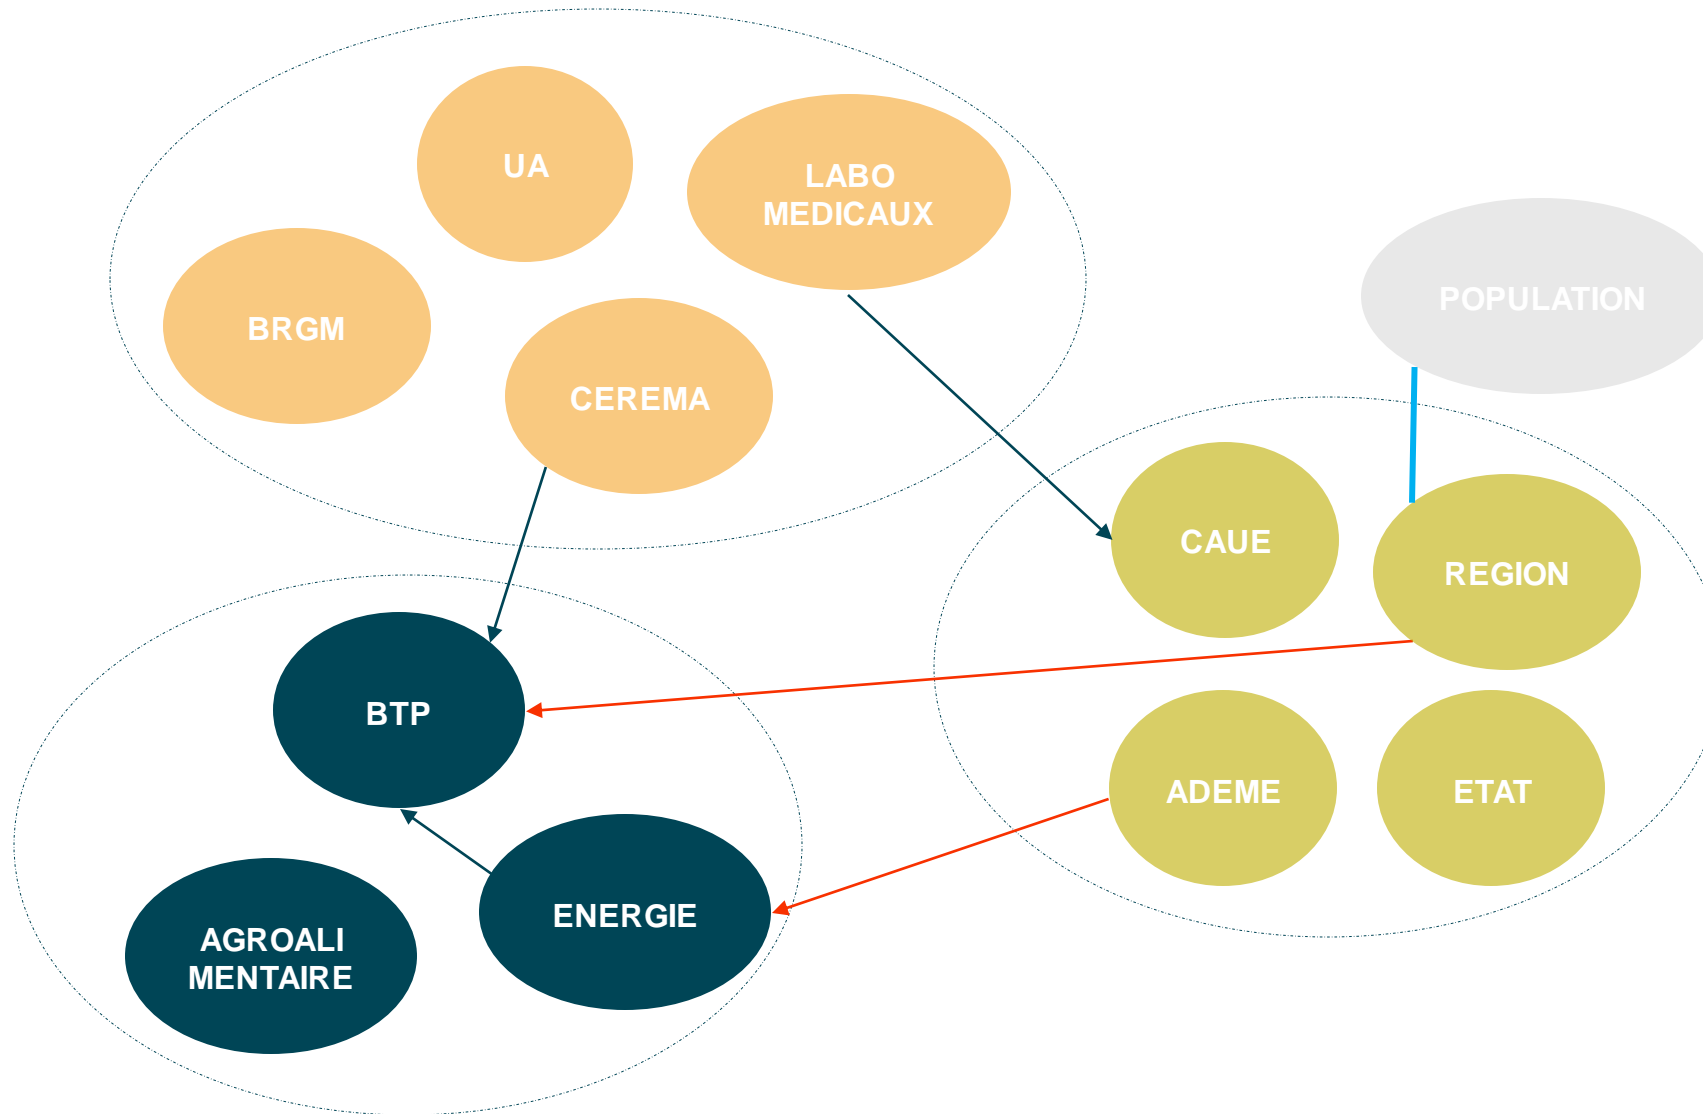 UA
LABO
MEDICAUX
BRGM
CEREMA
POPULATION
CAUE
REGION
BTP
ADEME
ETAT
ENERGIE
AGROALI
MENTAIRE